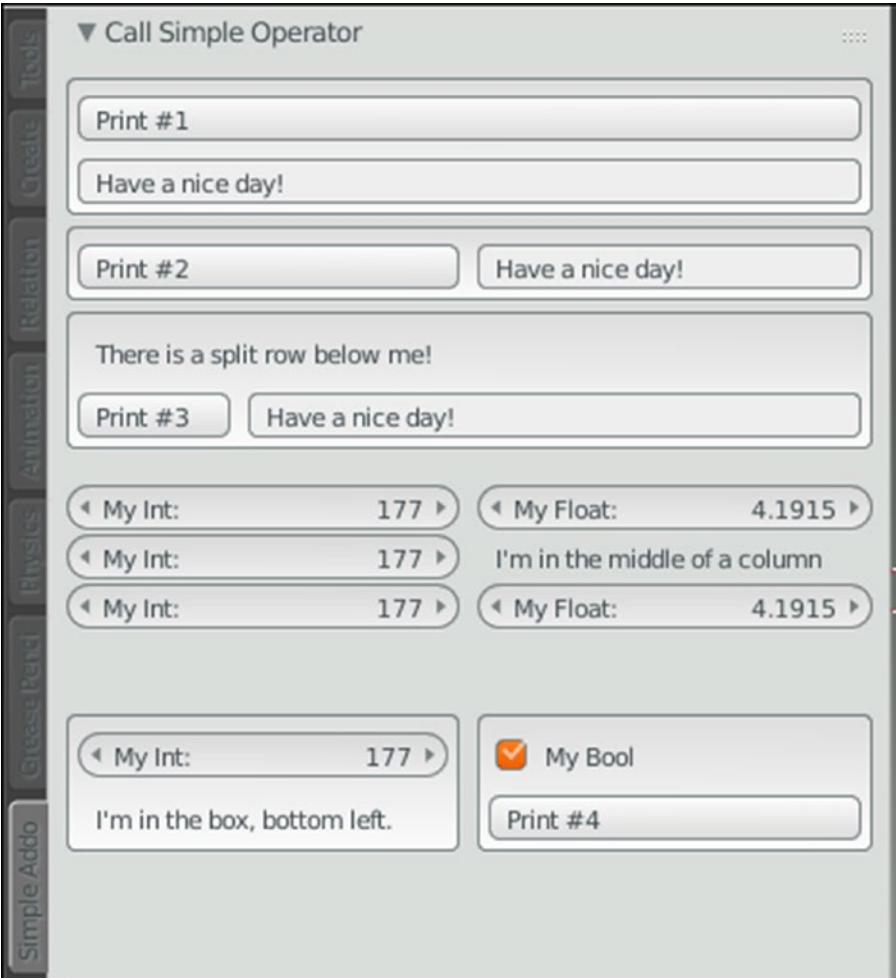 Call Simple Operator
Print #1
Have a nice day!
Print #2 Have a nice day!
There is a split row below me!
Print #3 Have a nice day!
My Int: 177 My Float: 4.1915
My Int: 177 I'm in the middle of a column
My Int: 177 My Float: 4.1915
My Int: 177
I'm in the box, bottom left.
My Bool
Print #4
Tools
Create
Relation
Animation
Physics
Grease Penci
Simple Addo